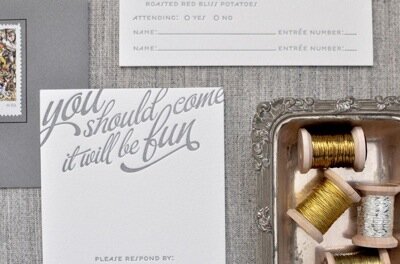 ROASTED RED BLISS POTATOES
ATTENDING: YES NO
NAME: ENTRÉE NUMBER:
NAME: ENTRÉE NUMBER:
you should come
it will be fun
PLEASE RESPOND BY: